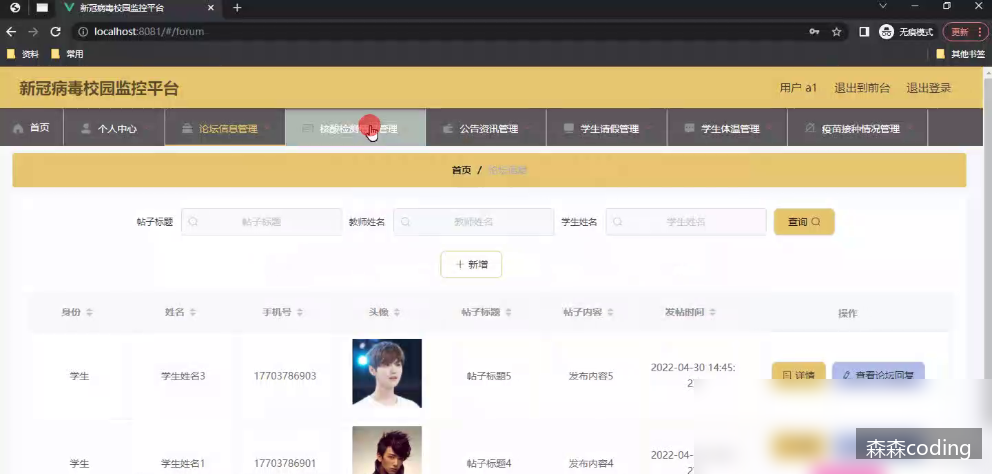 新冠病毒校园监控平台
localhost:8081/#/forum
无痕模式
更新
资料
常用
其他书签
新冠病毒校园监控平台
用户 a1 退出到前台 退出登录
首页 个人中心 论坛信息管理 核酸检测 管理 公告资讯管理 学生请假管理 学生体温管理 疫苗接种情况管理
首页 /
帖子标题 帖子标题 教师姓名 教师姓名 学生姓名 学生姓名 查询
+ 新增
身份 姓名 手机号 头像 帖子标题 帖子内容 发帖时间 操作
学生 学生姓名3 17703786903 帖子标题5 发布内容5 2022-04-30 14:45: 详情 查看论坛回复
学生 学生姓名1 17703786901 帖子标题4 发布内容4 2022-04-30 14:45:
森森coding